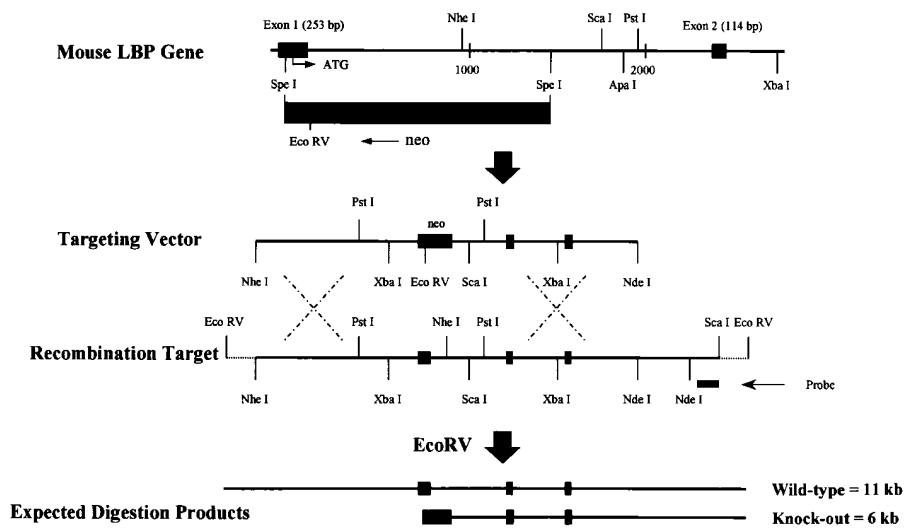 Exon 1 (253 bp)
Nhe I
Sca I
Pst I
Exon 2 (114 bp)
Mouse LBP Gene
ATG
1000
2000
Spe I
Spe I
Apa I
Xba I
Eco RV
neo
Pst I
neo
Pst I
Targeting Vector
Nhe I
Xba I
Eco RV
Sca I
Xba I
Nde I
Eco RV
Pst I
Nhe I
Pst I
Sca I
Eco RV
Recombination Target
Nhe I
Xba I
Sca I
Xba I
Nde I
Nde I
Probe
EcoRV
Wild-type = 11 kb
Expected Digestion Products
Knock-out = 6 kb